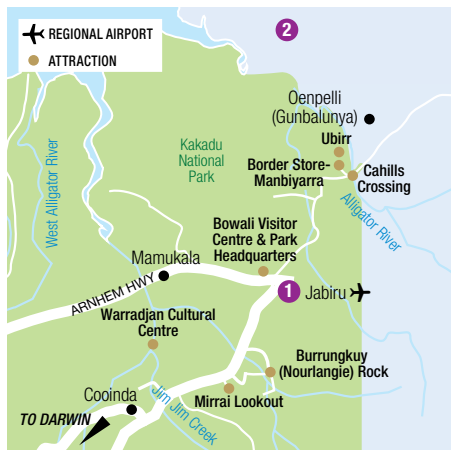 REGIONAL AIRPORT
ATTRACTION
2
Oenpelli
(Gunbalunya)
Ubirr
Border Store-
Manbiyarra
Cahills
Crossing
Kakadu
National
Park
West Alligator River
Alligator River
Bowali Visitor
Centre & Park
Headquarters
Mamukala
ARNHEM HWY
1
Jabiru
Warradjan Cultural
Centre
Burrungkuy
(Nourlangie) Rock
Mirrai Lookout
Cooinda
Jim Jim Creek
TO DARWIN